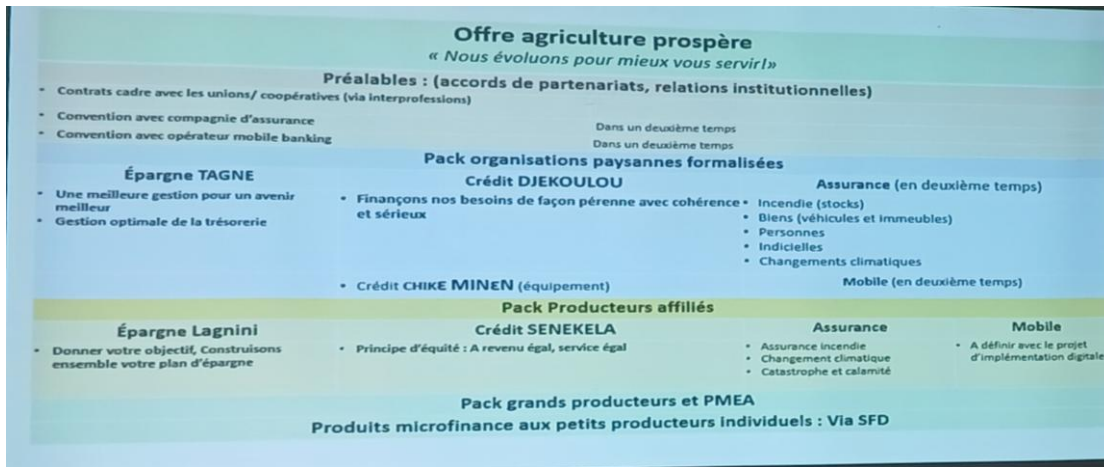 Offre agriculture prospère
« Nous évoluons pour mieux vous servir!»
Préalables : (accords de partenariats, relations institutionnelles)
• Contrats cadre avec les unions/ coopératives (via interprofessions)
• Convention avec compagnie d'assurance
Dans un deuxième temps
• Convention avec opérateur mobile banking
Dans un deuxième temps
Pack organisations paysannes formalisées
Épargne TAGNE
• Une meilleure gestion pour un avenir
meilleur
• Gestion optimale de la trésorerie
Crédit DJEKOULOU
• Finançons nos besoins de façon pérenne avec cohérence
et sérieux
• Crédit CHIKE MINEN (équipement)
Assurance (en deuxième temps)
• Incendie (stocks)
• Biens (véhicules et immeubles)
• Personnes
• Indicielles
• Changements climatiques
Mobile (en deuxième temps)
Pack Producteurs affiliés
Épargne Lagnini
• Donner votre objectif, Construisons
ensemble votre plan d'épargne
Crédit SENEKELA
• Principe d'équité : A revenu égal, service égal
Assurance
• Assurance incendie
• Changement climatique
• Catastrophe et calamité
Mobile
• A définir avec le projet
d'implémentation digitale
Pack grands producteurs et PMEA
Produits microfinance aux petits producteurs individuels : Via SFD